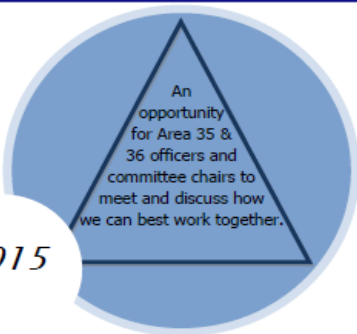 An
opportunity
for Area 35 &
36 officers and
committee chairs to
meet and discuss how
we can best work together.
015